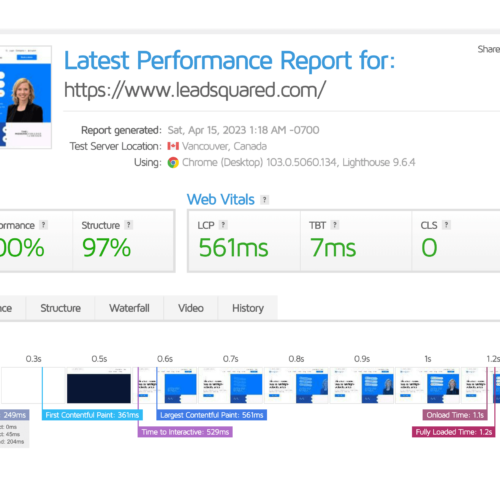 Share
Latest Performance Report for:
https://www.leadsquared.com/
Report generated: Sat, Apr 15, 2023 1:18 AM -0700
Test Server Location: Vancouver, Canada
Using: Chrome (Desktop) 103.0.5060.134, Lighthouse 9.6.4
Web Vitals ?
ormance ? Structure ? LCP ? TBT ? CLS ?
00% 97% 561ms 7ms 0
nce Structure Waterfall Video History
0.3s 0.5s 0.6s 0.7s 0.8s 0.9s 1s 1.2s
249ms First Contentful Paint: 361ms Largest Contentful Paint: 561ms Onload Time: 1.1s
Time to Interactive: 529ms Fully Loaded Time: 1.2s
t: 0ms
t: 45ms
d: 204ms